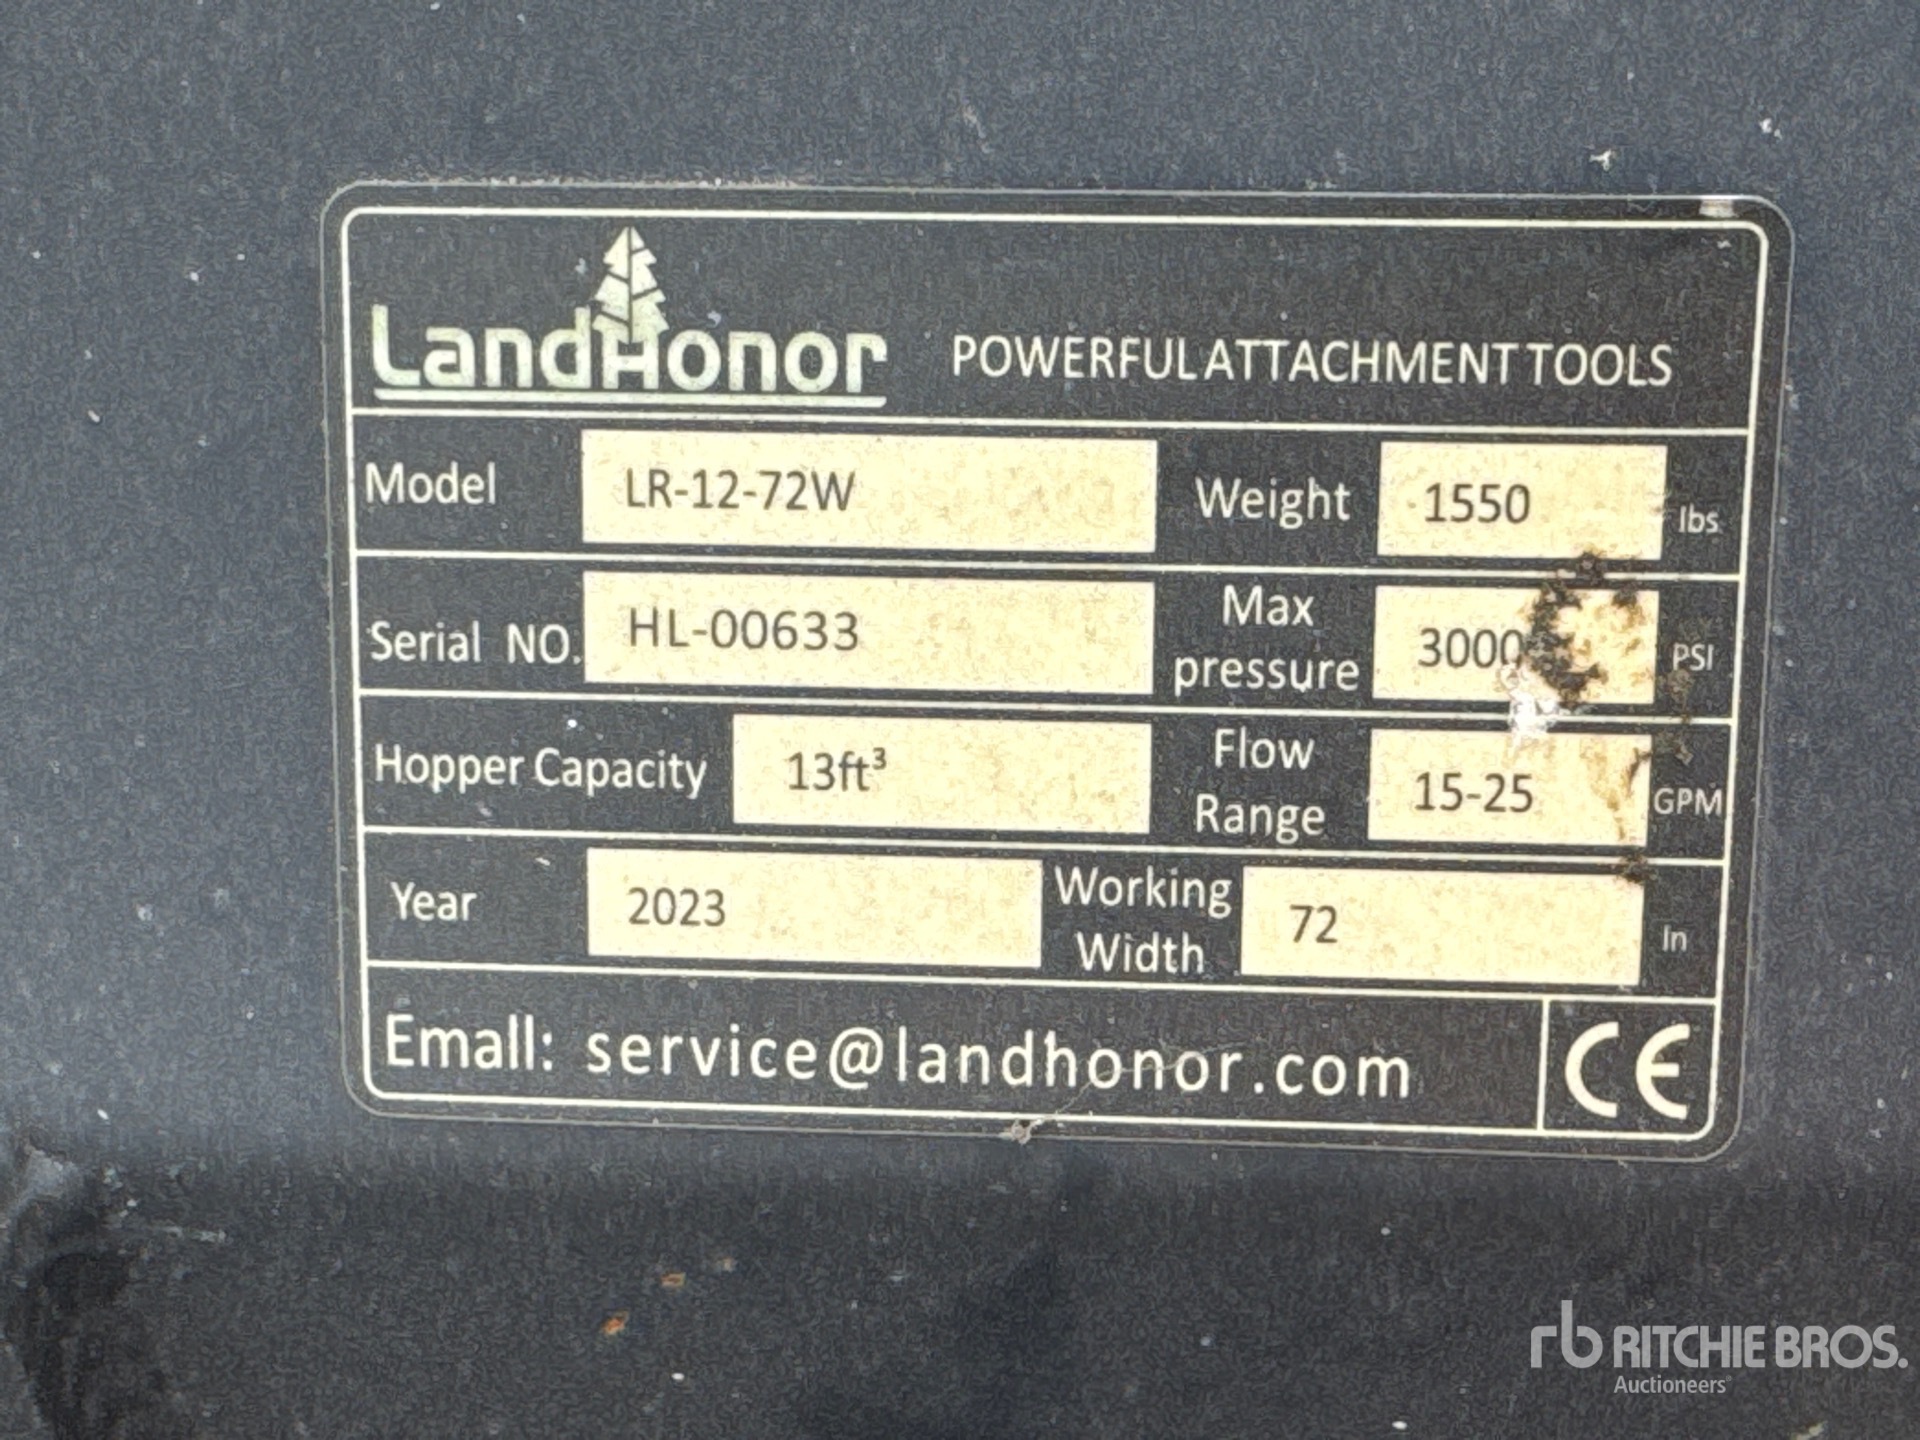 LandHonor POWERFUL ATTACHMENT TOOLS
Model LR-12-72W Weight 1550 lbs
Serial NO. HL-00633 Max pressure 3000 PSI
Hopper Capacity 13ft³ Flow Range 15-25 GPM
Year 2023 Working Width 72 In
Emall: service@landhonor.com CE
rb RITCHIE BROS.
Auctioneers